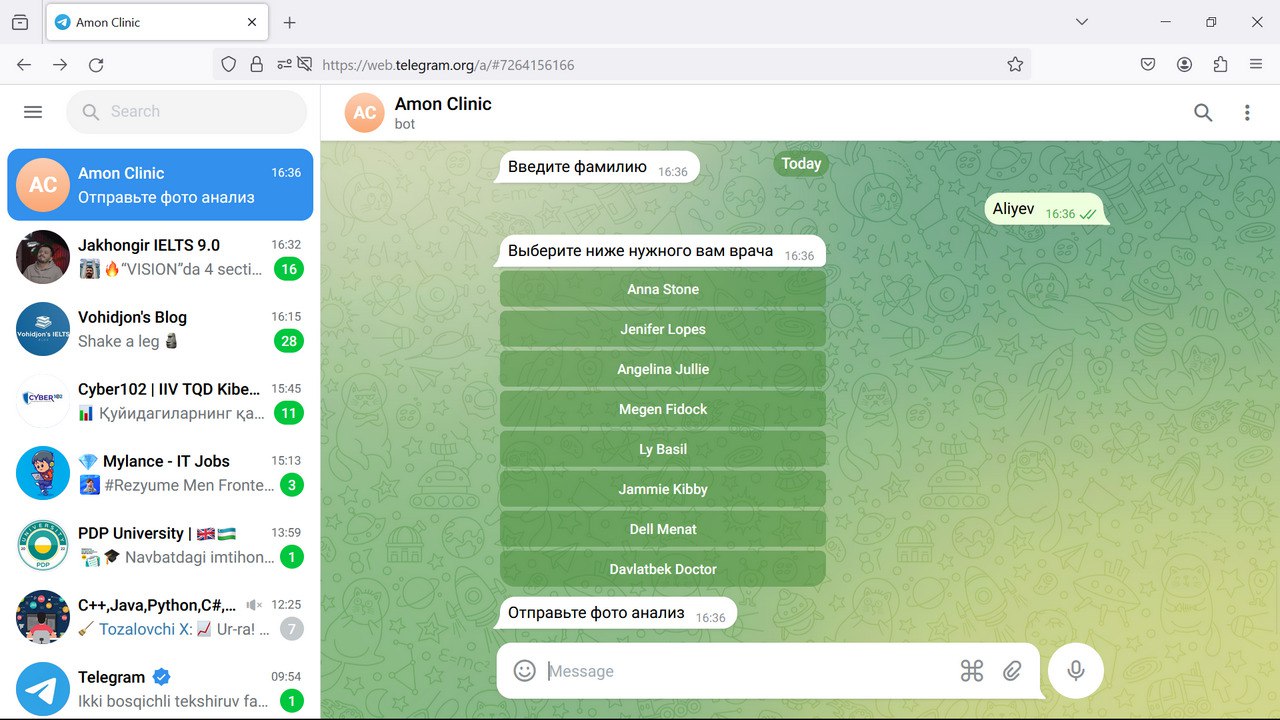 Amon Clinic
https://web.telegram.org/a/#7264156166
Search
AC
Amon Clinic
16:36
Отправьте фото анализ
Jakhongir IELTS 9.0
16:32
🔥“VISION”da 4 secti...
16
Vohidjon's IELTS
Vohidjon's Blog
16:15
Shake a leg
28
CYBER102
Cyber102 | IIV TQD Kibe...
15:45
📊 Қуйидагиларнинг қа...
11
💎 Mylance - IT Jobs
15:13
#Rezyume Men Fronte...
3
UNIVERSITY
PDP
PDP University | 🇬🇧🇺🇿
13:59
🎓 Navbatdagi imtihon...
1
C++,Java,Python,C#,...
12:25
🧹 Tozalovchi X: 📈 Ur-ra! ...
7
Telegram
09:54
Ikki bosqichli tekshiruv fa...
1
AC
Amon Clinic
bot
Введите фамилию 16:36
Today
Aliyev 16:36
Выберите ниже нужного вам врача 16:36
Anna Stone
Jenifer Lopes
Angelina Jullie
Megen Fidock
Ly Basil
Jammie Kibby
Dell Menat
Davlatbek Doctor
Отправьте фото анализ 16:36
Message